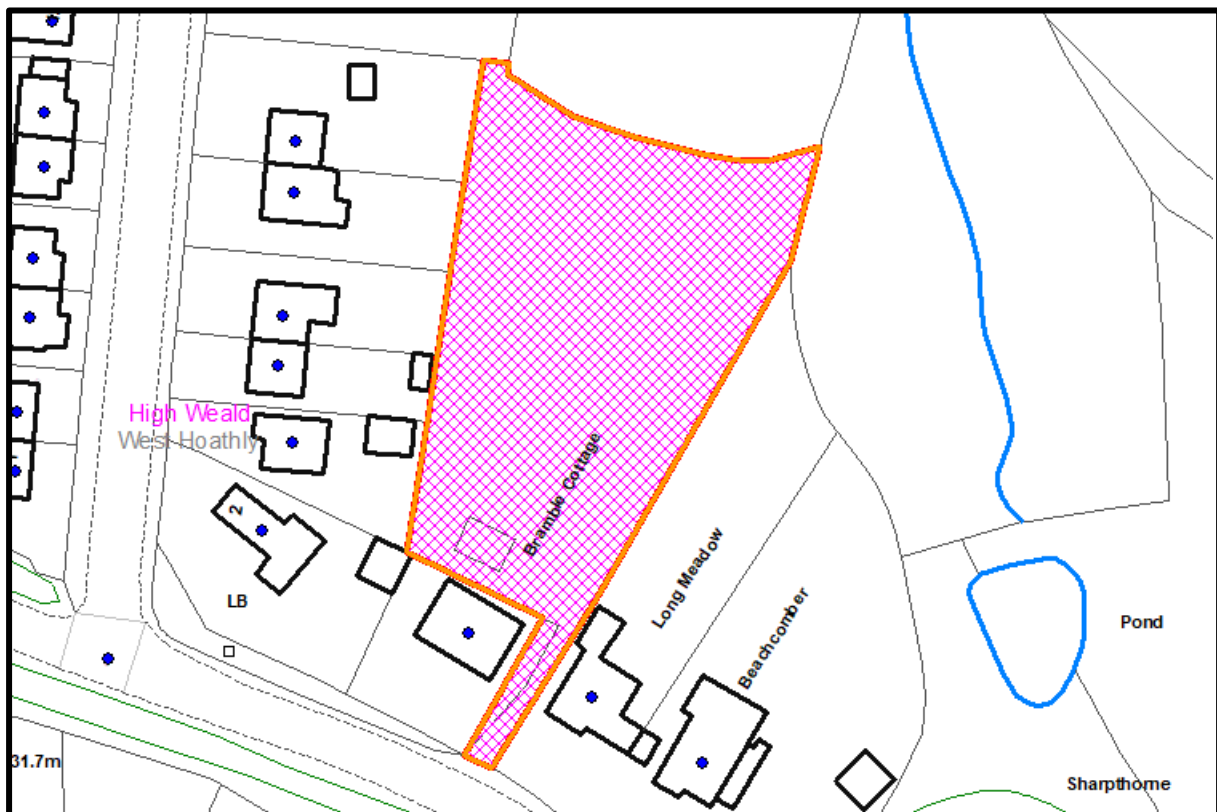 High Weald
West Hoathly
Bramble Cottage
2
Long Meadow
LB
Beachcomber
Pond
31.7m
Sharpthorne